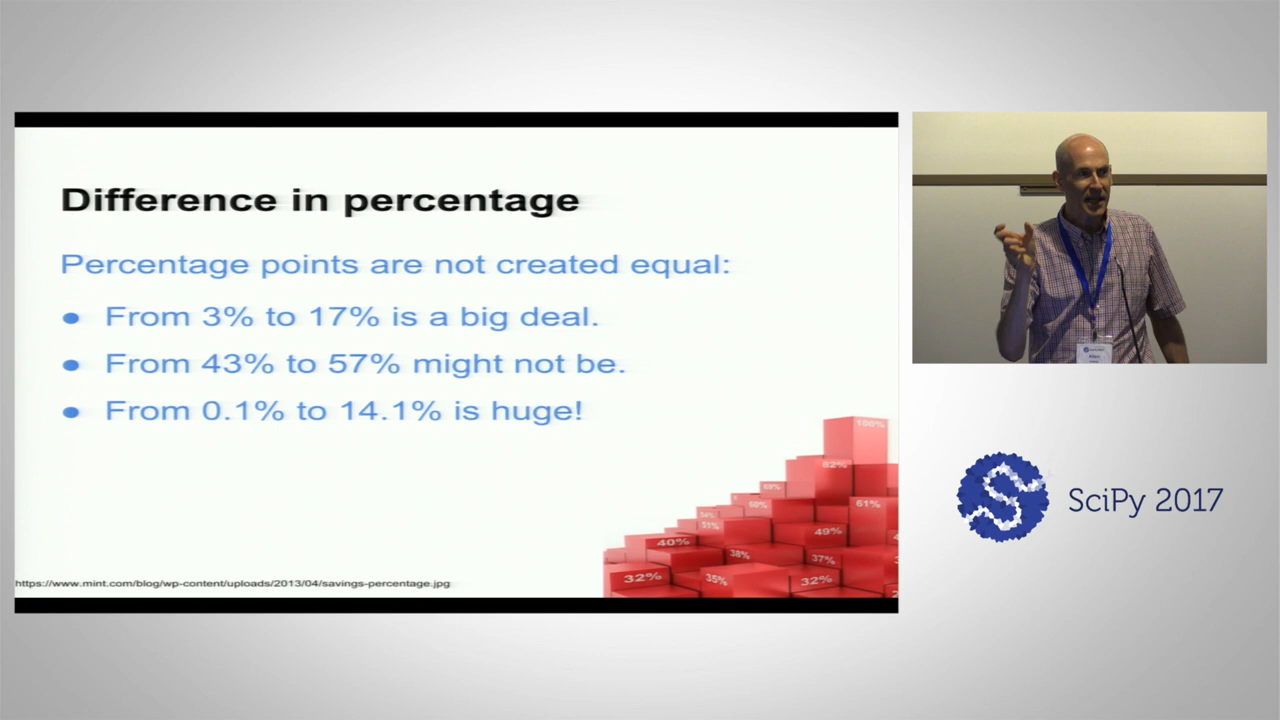 Difference in percentage
Percentage points are not created equal:
● From 3% to 17% is a big deal.
● From 43% to 57% might not be.
● From 0.1% to 14.1% is huge!
100%
82%
69%
60%
61%
51%
49%
40%
38%
37%
32%
35%
32%
https://www.mint.com/blog/wp-content/uploads/2013/04/savings-percentage.jpg
SciPy 2017